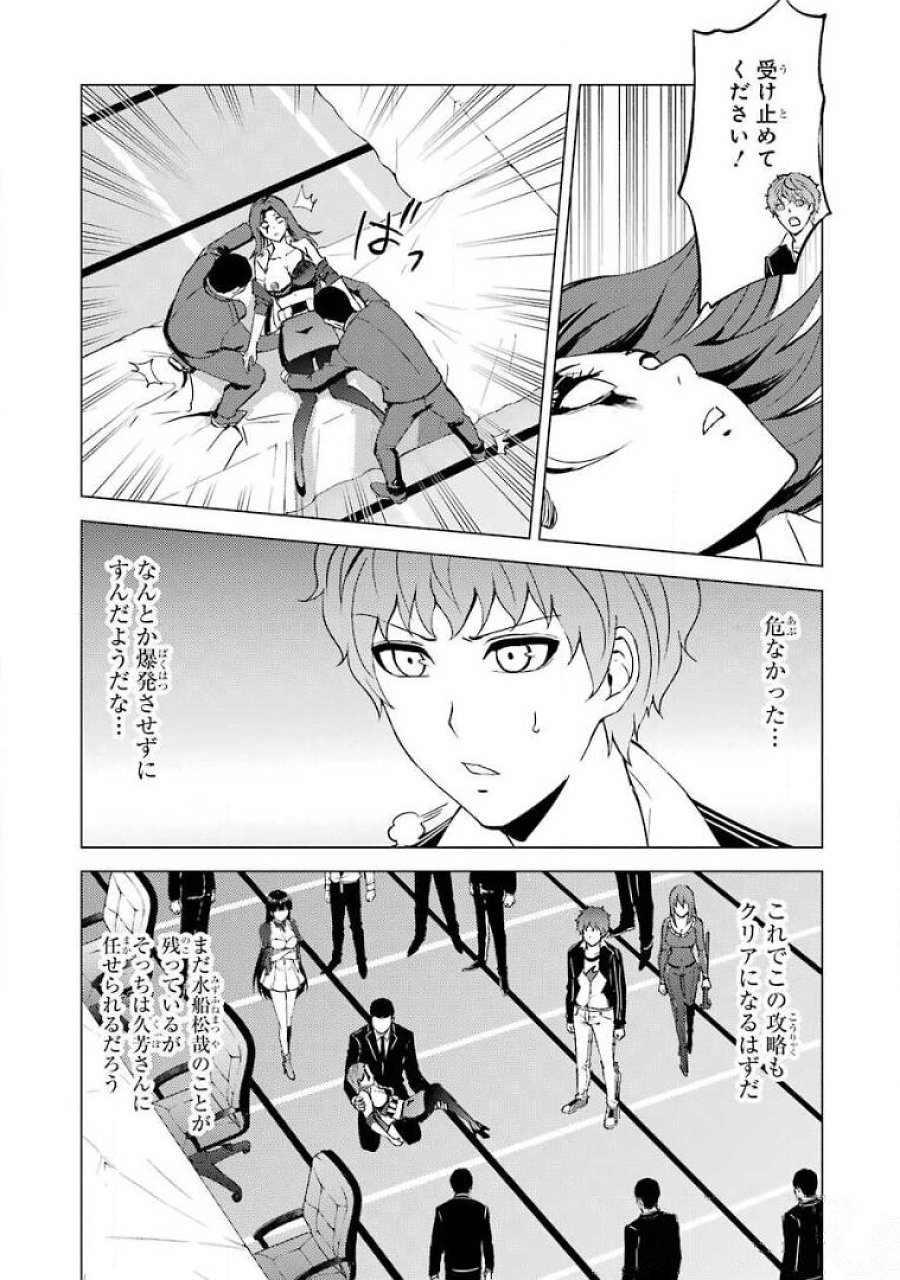 受け止めて
ください！
ばっ
危なかった…
なんとか爆発させずに
すんだようだな…
これでこの攻略も
クリアになるはずだ
まだ水船松哉のことが
残っているが
そっちは久芳さんに
任せられるだろう